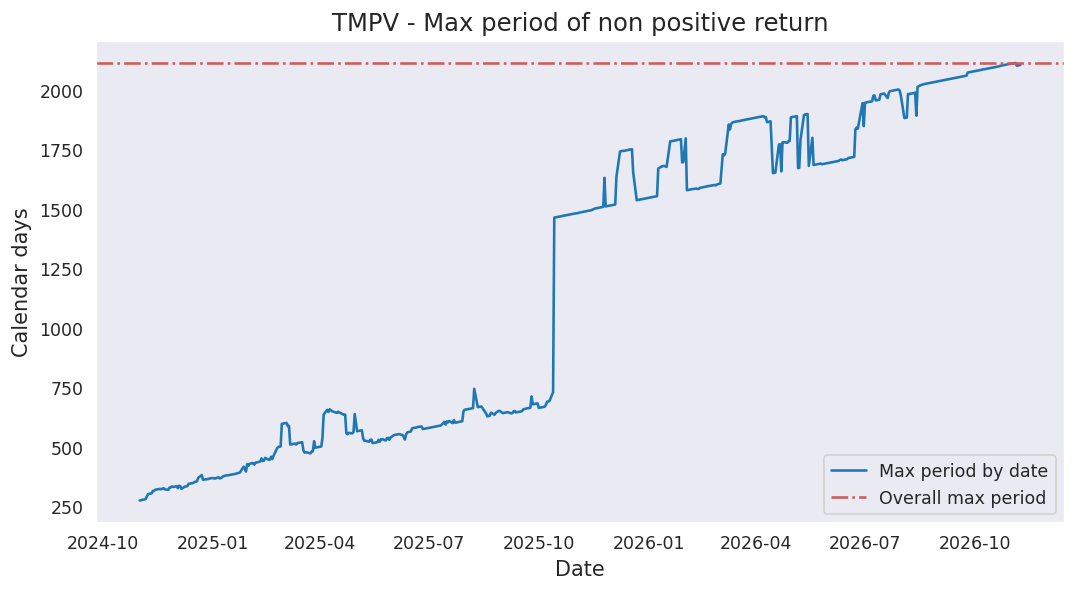 TMPV - Max period of non positive return
Calendar days
2000
1750
1500
1250
1000
750
500
250
2024-10 2025-01 2025-04 2025-07 2025-10 2026-01 2026-04 2026-07 2026-10
Date
Max period by date
Overall max period